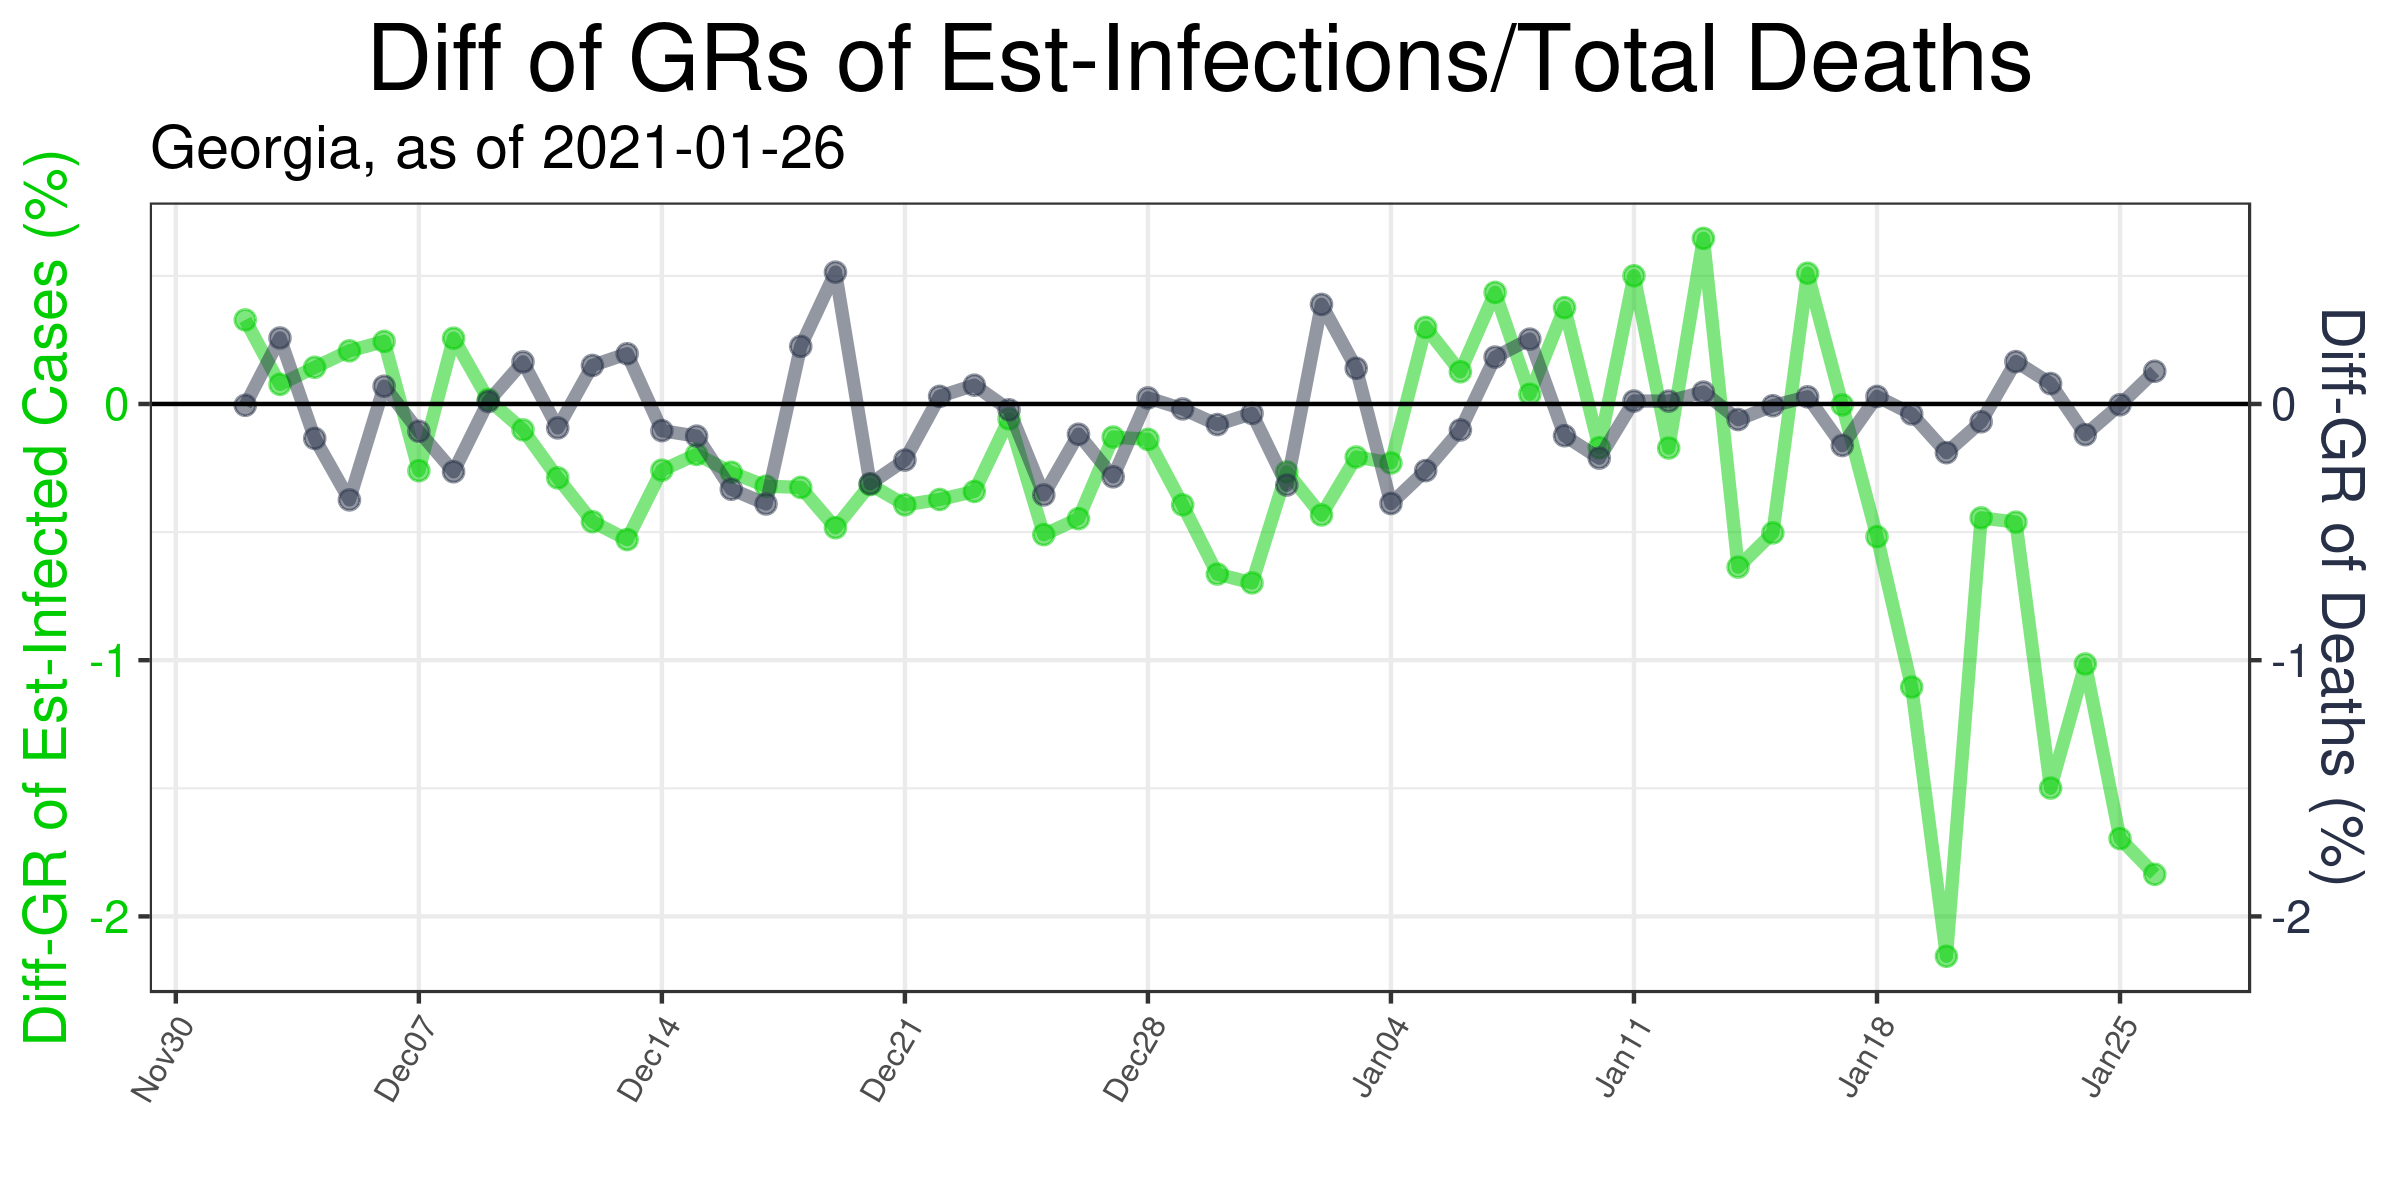 Diff of GRs of Est-Infections/Total Deaths
Georgia, as of 2021-01-26
Diff-GR of Est-Infected Cases (%)
0
-1
-2
0
-1
-2
Diff-GR of Deaths (%)
Nov30
Dec07
Dec14
Dec21
Dec28
Jan04
Jan11
Jan18
Jan25